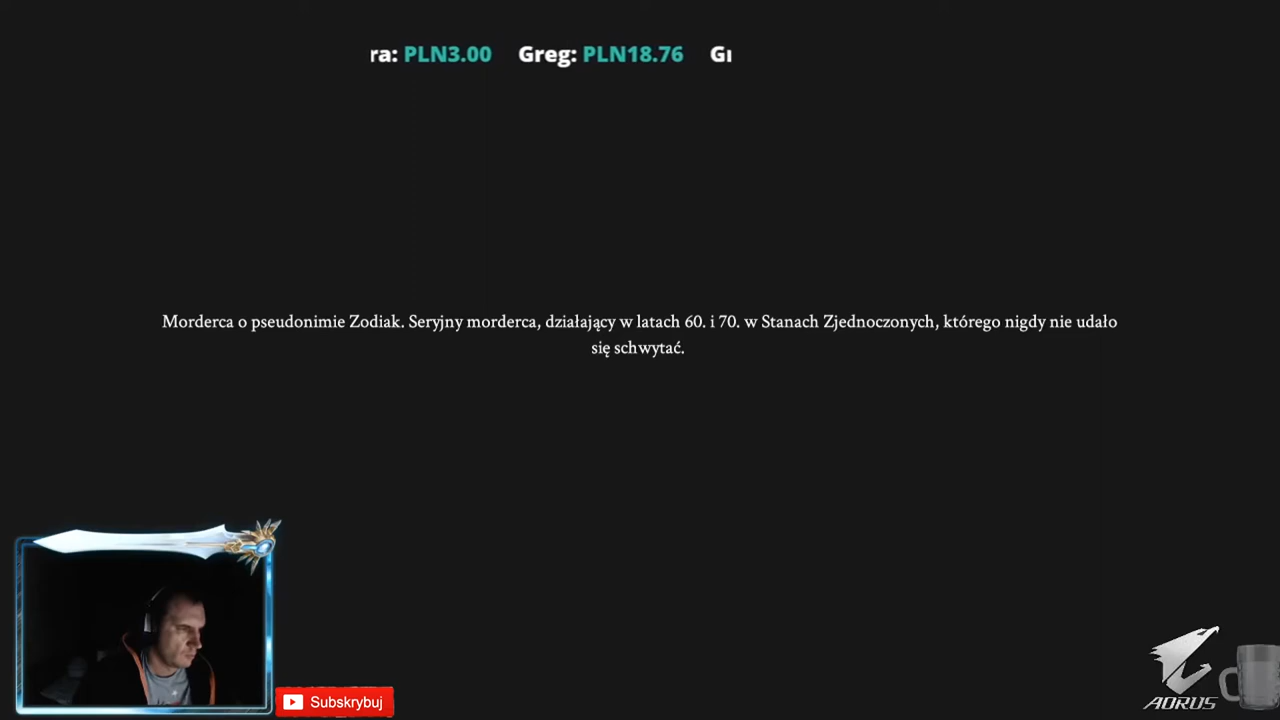 ra: PLN3.00 Greg: PLN18.76 Gr
Morderca o pseudonimie Zodiak. Seryjny morderca, działający w latach 60. i 70. w Stanach Zjednoczonych, którego nigdy nie udało
się schwytać.
Subskrybuj
AORUS